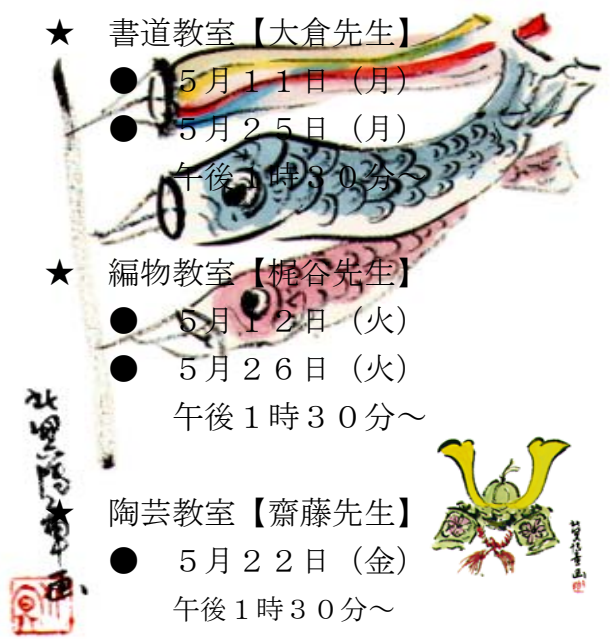 ★　書道教室【大倉先生】
●　５月１１日（月）
●　５月２５日（月）
午後１時３０分～
★　編物教室【梶谷先生】
●　５月１２日（火）
●　５月２６日（火）
午後１時３０分～
★　陶芸教室【齋藤先生】
●　５月２２日（金）
午後１時３０分～